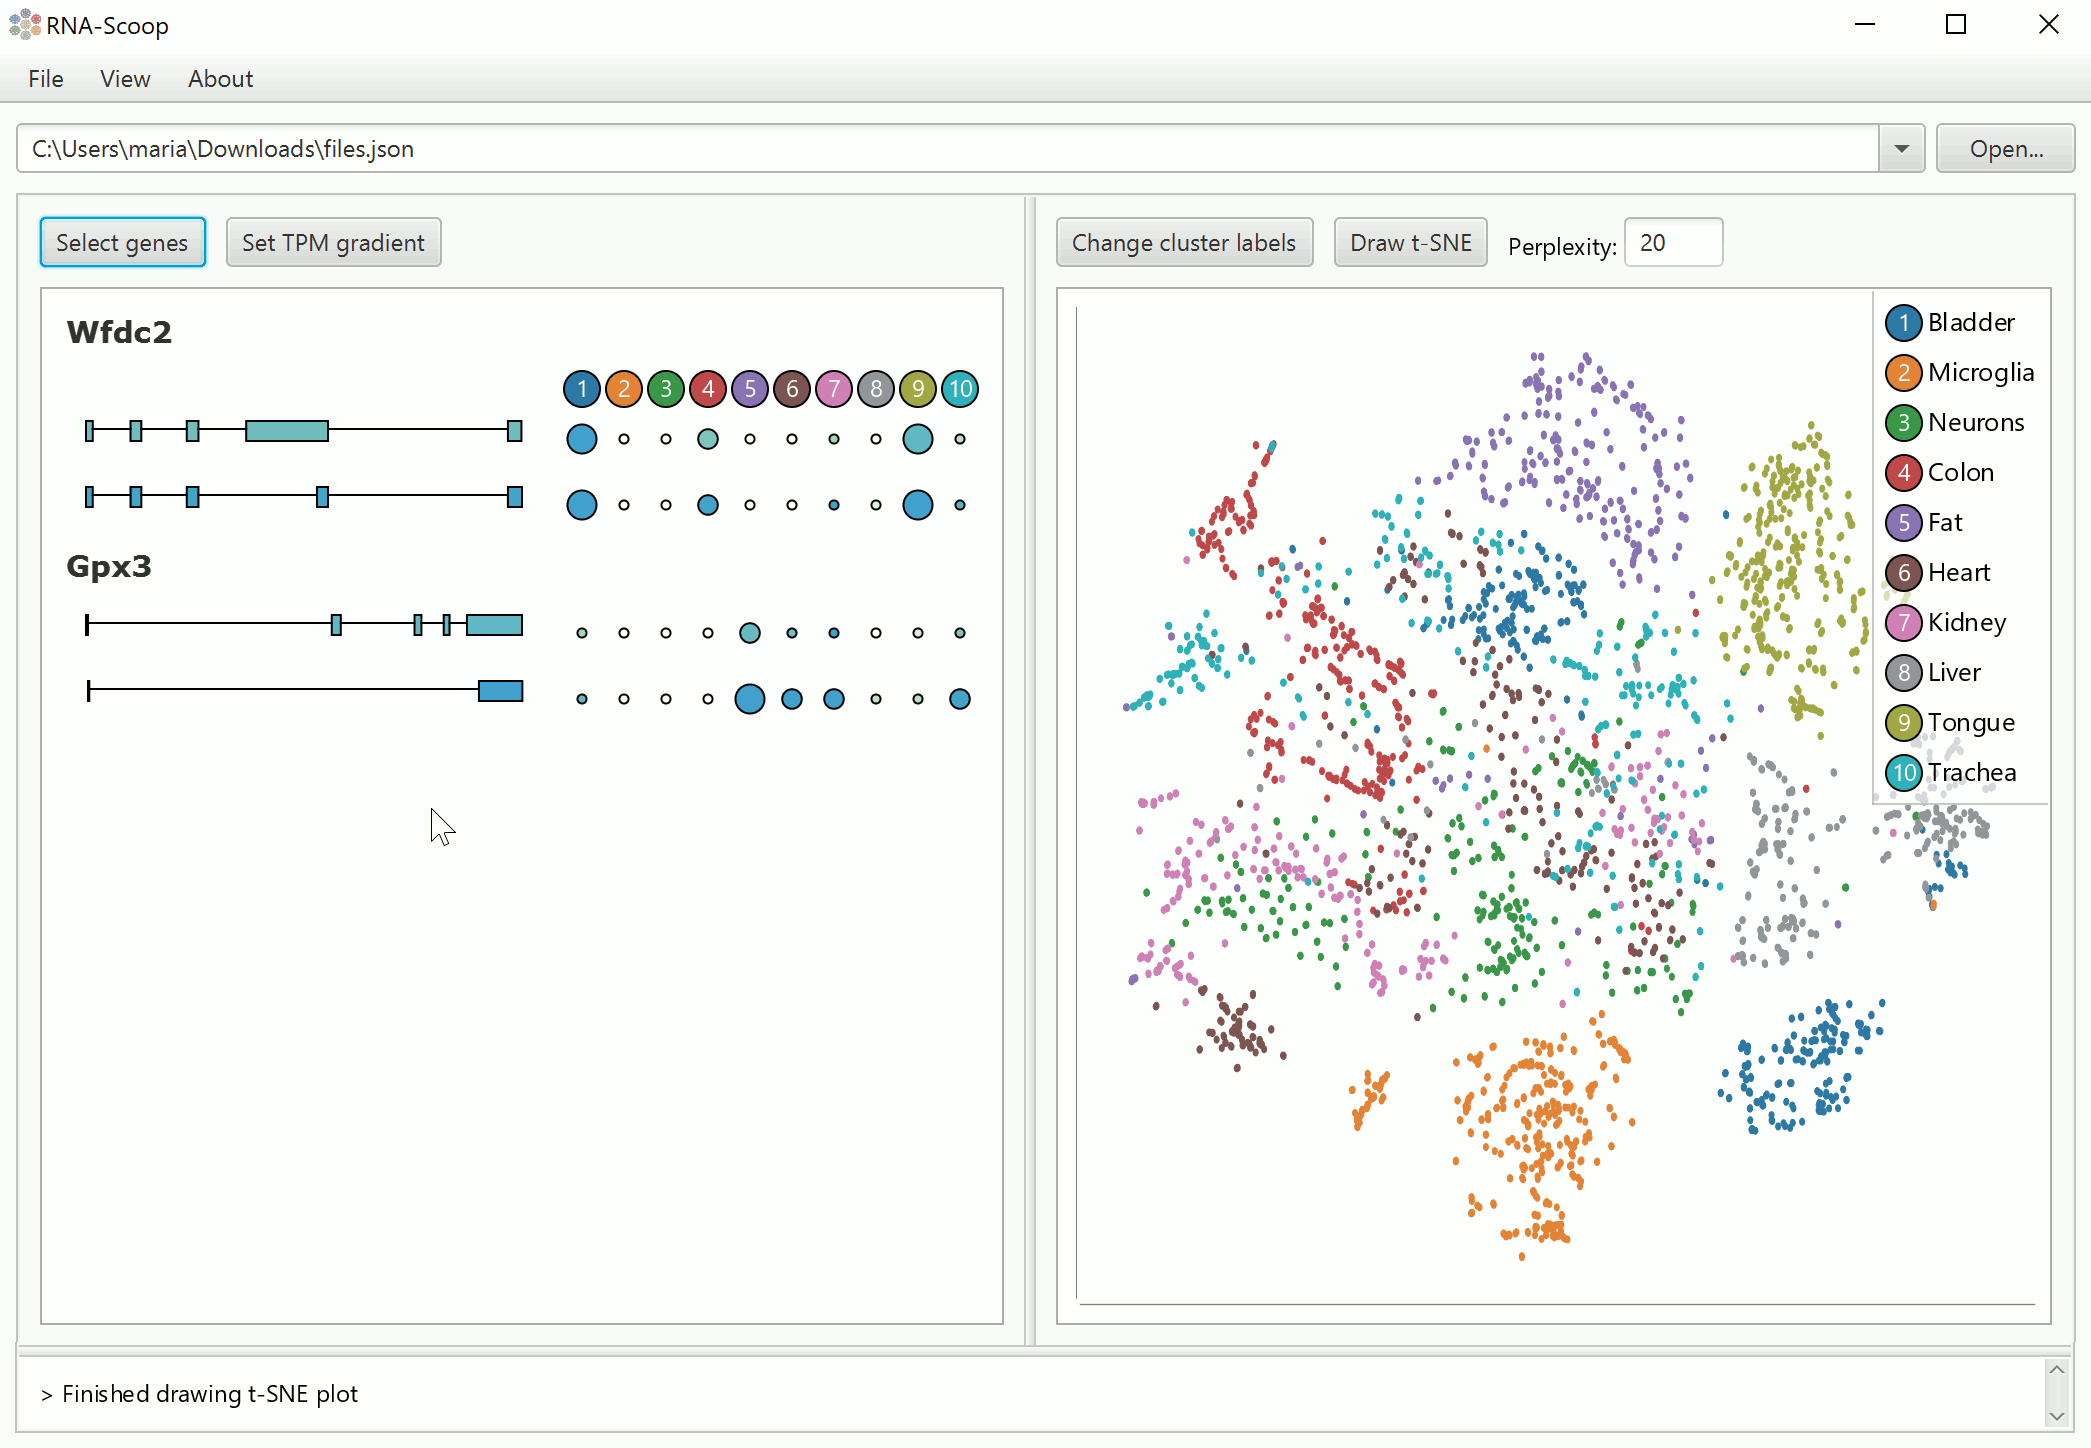 RNA-Scoop
File View About
C:\Users\maria\Downloads\files.json
Open...
Select genes
Set TPM gradient
Change cluster labels
Draw t-SNE
Perplexity: 20
Wfdc2
1 2 3 4 5 6 7 8 9 10
Gpx3
1 Bladder
2 Microglia
3 Neurons
4 Colon
5 Fat
6 Heart
7 Kidney
8 Liver
9 Tongue
10 Trachea
> Finished drawing t-SNE plot